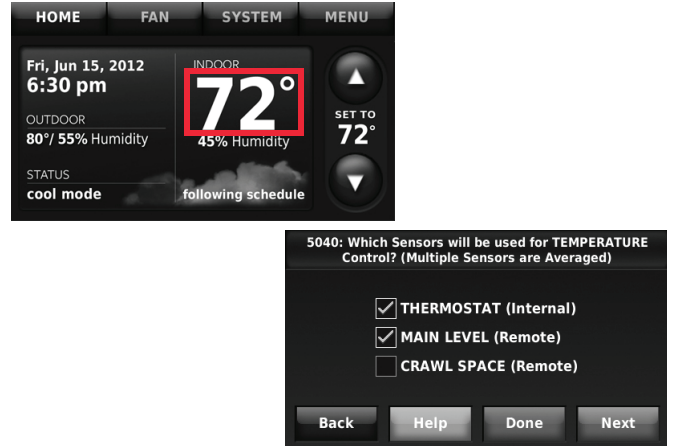 HOME FAN SYSTEM MENU
Fri, Jun 15, 2012
6:30 pm
OUTDOOR
80°/ 55% Humidity
STATUS
cool mode
INDOOR
72°
45% Humidity
following schedule
SET TO
72°
5040: Which Sensors will be used for TEMPERATURE
Control? (Multiple Sensors are Averaged)
THERMOSTAT (Internal)
MAIN LEVEL (Remote)
CRAWL SPACE (Remote)
Back Help Done Next